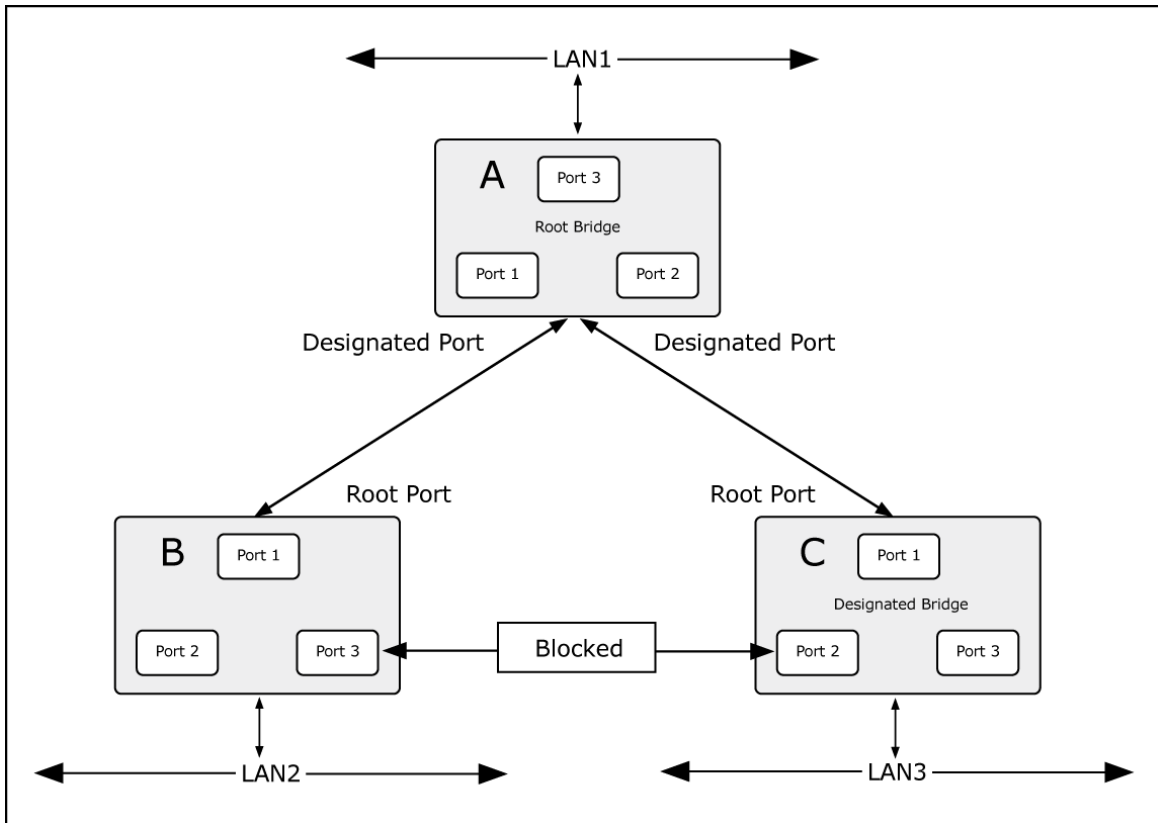 LAN1
A
Port 3
Root Bridge
Port 1
Port 2
Designated Port
Designated Port
Root Port
Root Port
B
Port 1
Port 2
Port 3
Blocked
C
Port 1
Designated Bridge
Port 2
Port 3
LAN2
LAN3